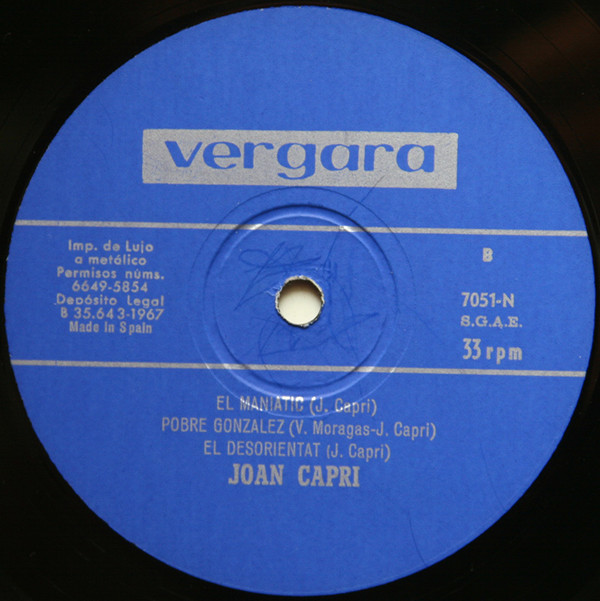 vergara
Imp. de Lujo
a metálico
Permisos núms.
6649-5854
Depósito Legal
B 35.643-1967
Made in Spain
B
7051-N
S.G.A.E.
33 rpm
EL MANIATIC (J. Capri)
POBRE GONZALEZ (V. Moragas-J. Capri)
EL DESORIENTAT (J. Capri)
JOAN CAPRI